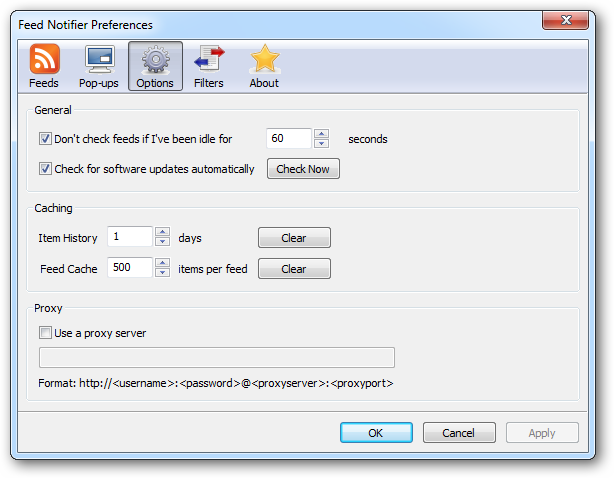 Feed Notifier Preferences
Feeds Pop-ups Options Filters About
General
Don't check feeds if I've been idle for 60 seconds
Check for software updates automatically Check Now
Caching
Item History 1 days Clear
Feed Cache 500 items per feed Clear
Proxy
Use a proxy server
Format: http://<username>:<password>@<proxyserver>:<proxyport>
OK Cancel Apply